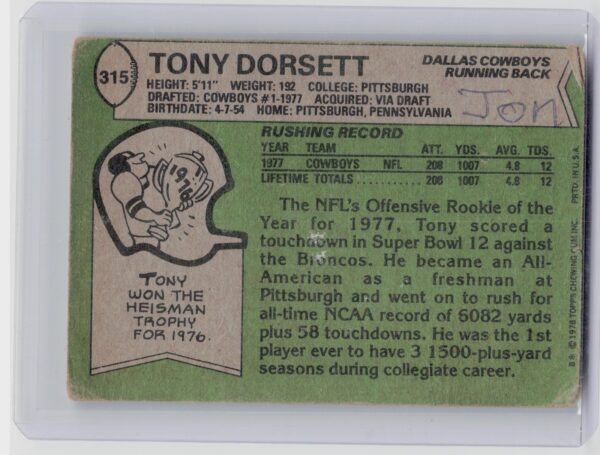 315
TONY DORSETT
DALLAS COWBOYS
RUNNING BACK
HEIGHT: 5'11" WEIGHT: 192 COLLEGE: PITTSBURGH
DRAFTED: COWBOYS #1-1977 ACQUIRED: VIA DRAFT
BIRTHDATE: 4-7-54 HOME: PITTSBURGH, PENNSYLVANIA
Jon
RUSHING RECORD
YEAR TEAM ATT. YDS. AVG. TDS.
1977 COWBOYS NFL 208 1007 4.8 12
LIFETIME TOTALS 208 1007 4.8 12
The NFL's Offensive Rookie of the
Year for 1977, Tony scored a
touchdown in Super Bowl 12 against
the Broncos. He became an All-
American as a freshman at
Pittsburgh and went on to rush for
all-time NCAA record of 6082 yards
plus 58 touchdowns. He was the 1st
player ever to have 3 1500-plus-yard
seasons during collegiate career.
1976
TONY
WON THE
HEISMAN
TROPHY
FOR 1976.
© 1978 TOPPS CHEWING GUM, INC. PRTD. IN U.S.A.